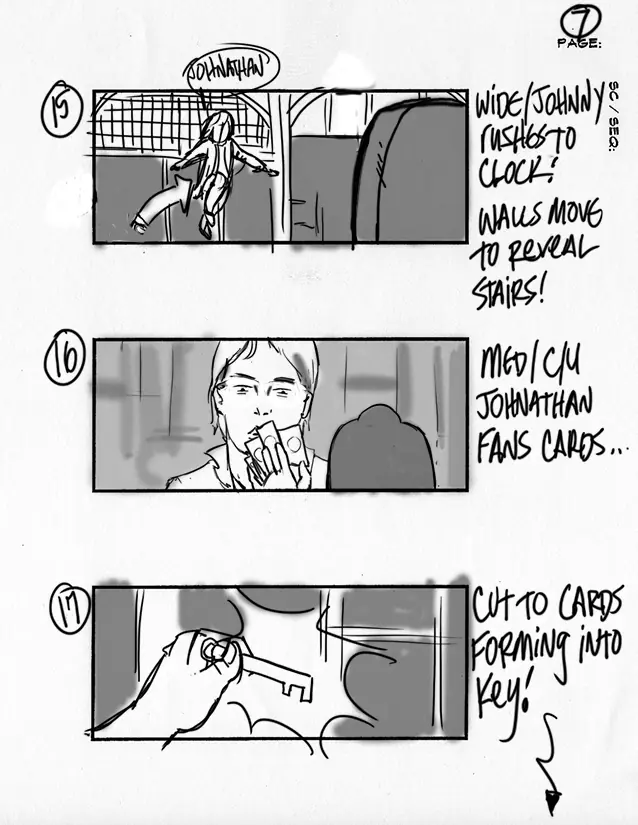 7
PAGE:
SC / SEQ:
JOHNATHAN
15
WIDE/JOHNNY
RUSHES TO
CLOCK!
WALLS MOVE
TO REVEAL
STAIRS!
16
MED/C/U
JOHNATHAN
FANS CARDS...
17
CUT TO CARDS
FORMING INTO
KEY!